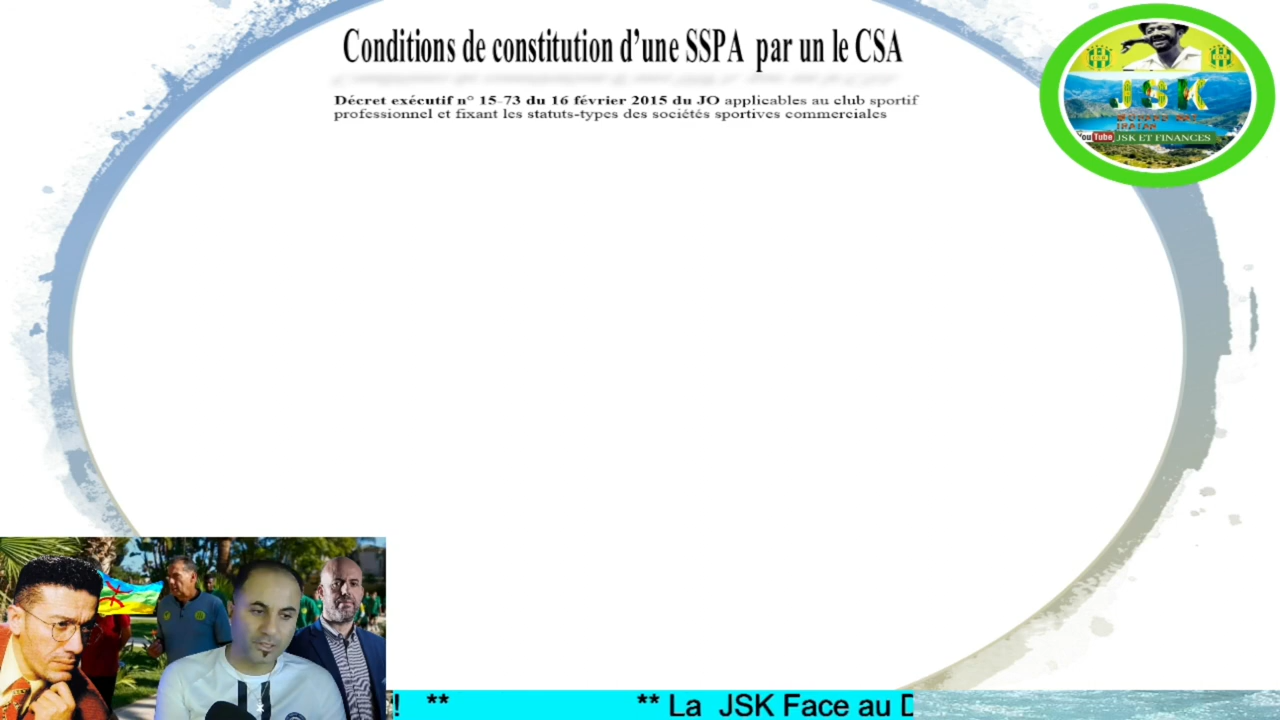 Conditions de constitution d'une SSPA par un le CSA
Décret exécutif n° 15-73 du 16 février 2015 du JO applicables au club sportif
professionnel et fixant les statuts-types des sociétés sportives commerciales
JSK
YouTube JSK ET FINANCES
! ** ** La JSK Face au D